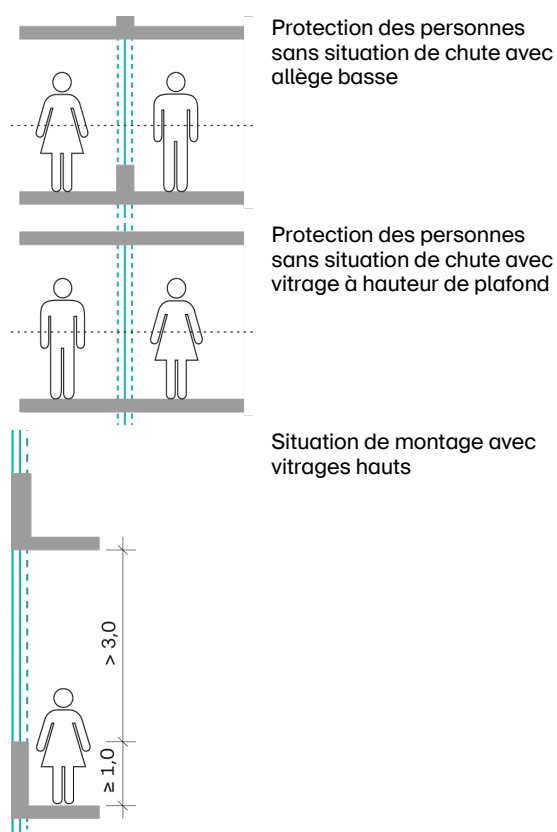 Protection des personnes
sans situation de chute avec
allège basse
Protection des personnes
sans situation de chute avec
vitrage à hauteur de plafond
Situation de montage avec
vitrages hauts
> 3,0
≥ 1,0